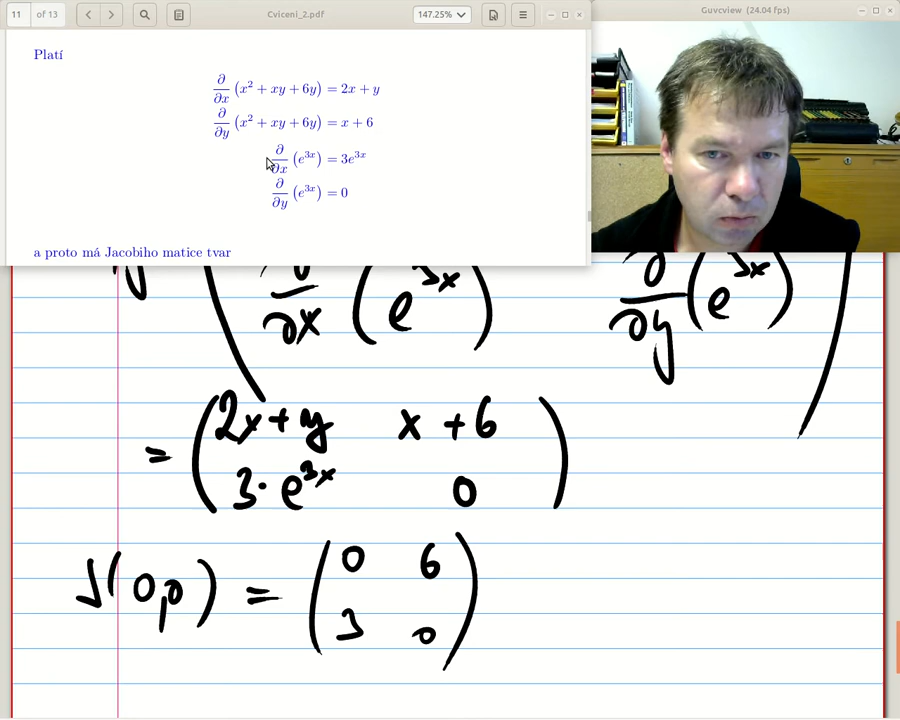 11 of 13 Cviceni_2.pdf 147.25% Guvcview (24.04 fps)
Platí
∂/∂x (x² + xy + 6y) = 2x + y
∂/∂y (x² + xy + 6y) = x + 6
∂/∂x (e^{3x}) = 3e^{3x}
∂/∂y (e^{3x}) = 0
a proto má Jacobiho matice tvar
∂/∂x (e^{3x}) ∂/∂y (e^{3x})
= ( 2x + y x + 6
3 · e^{3x} 0 )
J(0,0) = ( 0 6
3 0 )